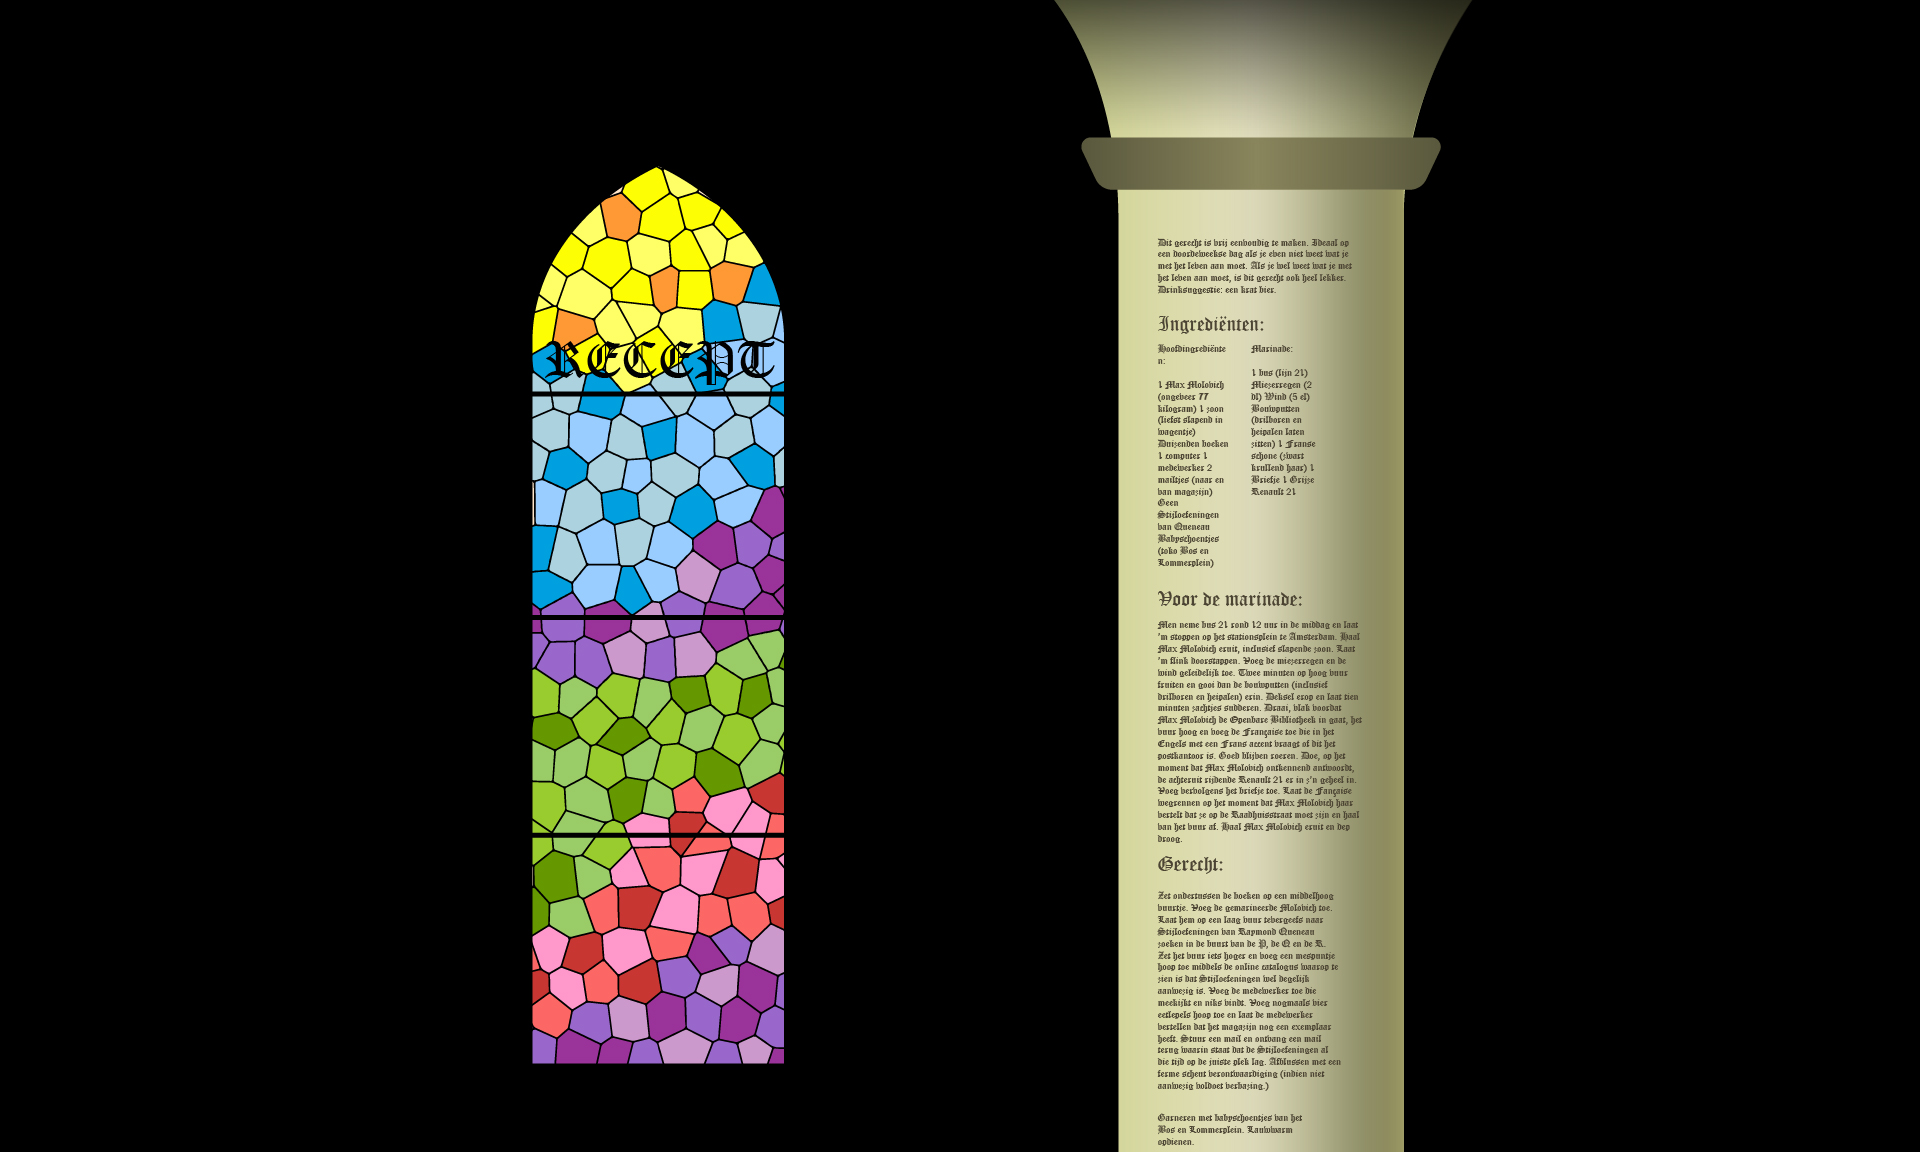 RECEPT
Dit gerecht is vrij eenvoudig te maken. Ideaal op
een doordeweekse dag als je even niet weet wat je
met het leven aan moet. Als je wel weet wat je met
het leven aan moet, is dit gerecht ook heel lekker.
Drinksuggestie: een krat bier.
Ingrediënten:
Hoofdingrediënte
n:
1 Max Molovich
(ongeveer 77
kilogram) 1 zoon
(liefst slapend in
wagentje)
Duizenden boeken
1 computer 1
medewerker 2
mailtjes (naar en
van magazijn)
Geen
Stijloefeningen
van Queneau
Babyschoentjes
(toko Bos en
Lommerplein)
Marinade:
1 bus (lijn 21)
Miezerregen (2
dl) Wind (5 el)
Bouwputten
(drilboren en
heipalen laten
zitten) 1 Franse
schone (zwart
krullend haar) 1
Briefje 1 Grijze
Renault 21
Voor de marinade:
Men neme bus 21 rond 12 uur in de middag en laat
'm stoppen op het stationsplein te Amsterdam. Haal
Max Molovich eruit, inclusief slapende zoon. Laat
'm flink doorstappen. Voeg de miezerregen en de
wind geleidelijk toe. Twee minuten op hoog vuur
fruiten en gooi dan de bouwputten (inclusief
drilboren en heipalen) erin. Deksel erop en laat tien
minuten zachtjes sudderen. Draai, vlak voordat
Max Molovich de Openbare Bibliotheek in gaat, het
vuur hoog en voeg de Française toe die in het
Engels met een Frans accent vraagt of dit het
postkantoor is. Goed blijven roeren. Doe, op het
moment dat Max Molovich ontkennend antwoordt,
de achteruit rijdende Renault 21 er in z'n geheel in.
Voeg vervolgens het briefje toe. Laat de Fançaise
wegrennen op het moment dat Max Molovich haar
vertelt dat ze op de Raadhuisstraat moet zijn en haal
van het vuur af. Haal Max Molovich eruit en dep
droog.
Gerecht:
Zet ondertussen de boeken op een middelhoog
vuurtje. Voeg de gemarineerde Molovich toe.
Laat hem op een laag vuur tevergeefs naar
Stijloefeningen van Raymond Queneau
zoeken in de buurt van de P, de Q en de R.
Zet het vuur iets hoger en voeg een mespuntje
hoop toe middels de online catalogus waarop te
zien is dat Stijloefeningen wel degelijk
aanwezig is. Voeg de medewerker toe die
meekijkt en niks vindt. Voeg nogmaals vier
eetlepels hoop toe en laat de medewerker
vertellen dat het magazijn nog een exemplaar
heeft. Stuur een mail en ontvang een mail
terug waarin staat dat de Stijloefeningen al
die tijd op de juiste plek lag. Afblussen met een
ferme scheut verontwaardiging (indien niet
aanwezig voldoet verbazing.)
Garneren met babyschoentjes van het
Bos en Lommerplein. Lauwwarm
opdienen.